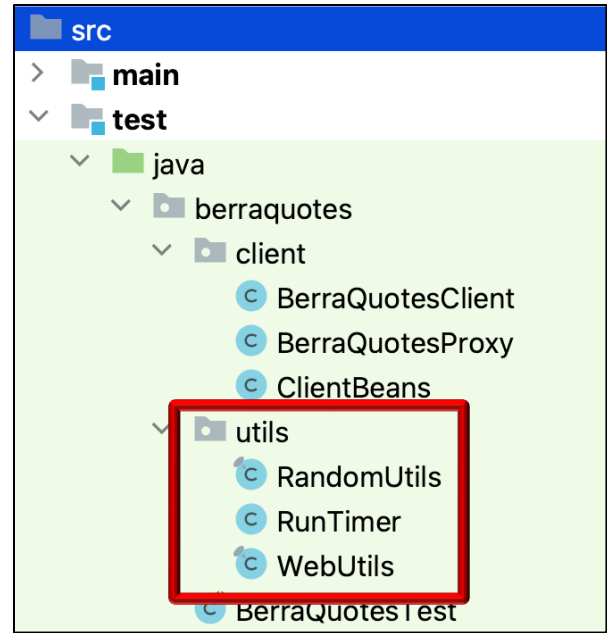 src
main
test
java
berraquotes
client
C BerraQuotesClient
C BerraQuotesProxy
C ClientBeans
utils
C RandomUtils
C RunTimer
C WebUtils
C BerraQuotesTest